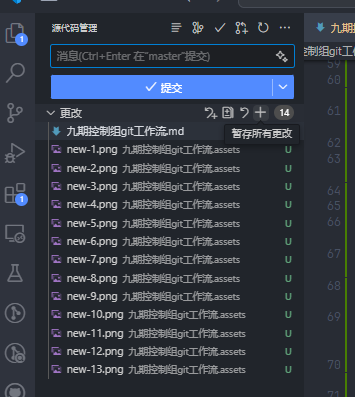 源代码管理
九期
消息(Ctrl+Enter 在"master"提交)
九期控制组git工
提交
更改
14
暂存所有更改
九期控制组git工作流.md
new-1.png 九期控制组git工作流.assets U
new-2.png 九期控制组git工作流.assets U
new-3.png 九期控制组git工作流.assets U
new-4.png 九期控制组git工作流.assets U
new-5.png 九期控制组git工作流.assets U
new-6.png 九期控制组git工作流.assets U
new-7.png 九期控制组git工作流.assets U
new-8.png 九期控制组git工作流.assets U
new-9.png 九期控制组git工作流.assets U
new-10.png 九期控制组git工作流.assets U
new-11.png 九期控制组git工作流.assets U
new-12.png 九期控制组git工作流.assets U
new-13.png 九期控制组git工作流.assets U
1
1
59
60
61
62
63
64
65
66
67
68
69
70
71